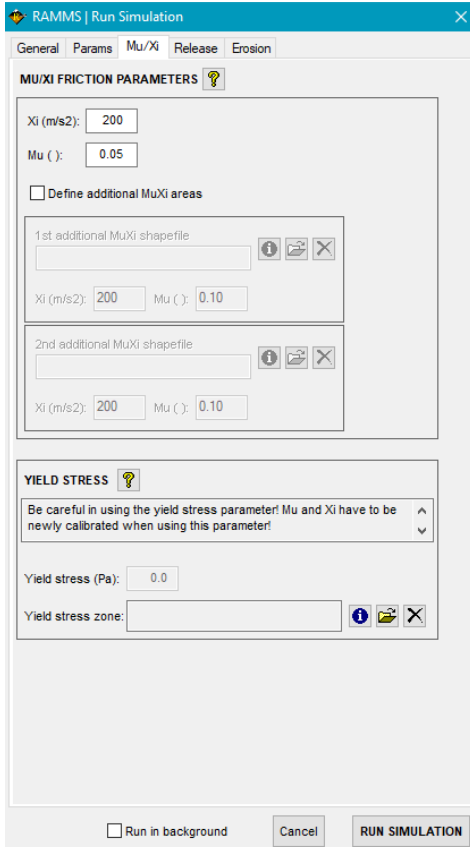 RAMMS | Run Simulation
General Params Mu/Xi Release Erosion
MU/XI FRICTION PARAMETERS ?
Xi (m/s2): 200
Mu ( ): 0.05
Define additional MuXi areas
1st additional MuXi shapefile
Xi (m/s2): 200 Mu ( ): 0.10
2nd additional MuXi shapefile
Xi (m/s2): 200 Mu ( ): 0.10
YIELD STRESS ?
Be careful in using the yield stress parameter! Mu and Xi have to be
newly calibrated when using this parameter!
Yield stress (Pa): 0.0
Yield stress zone:
Run in background Cancel RUN SIMULATION